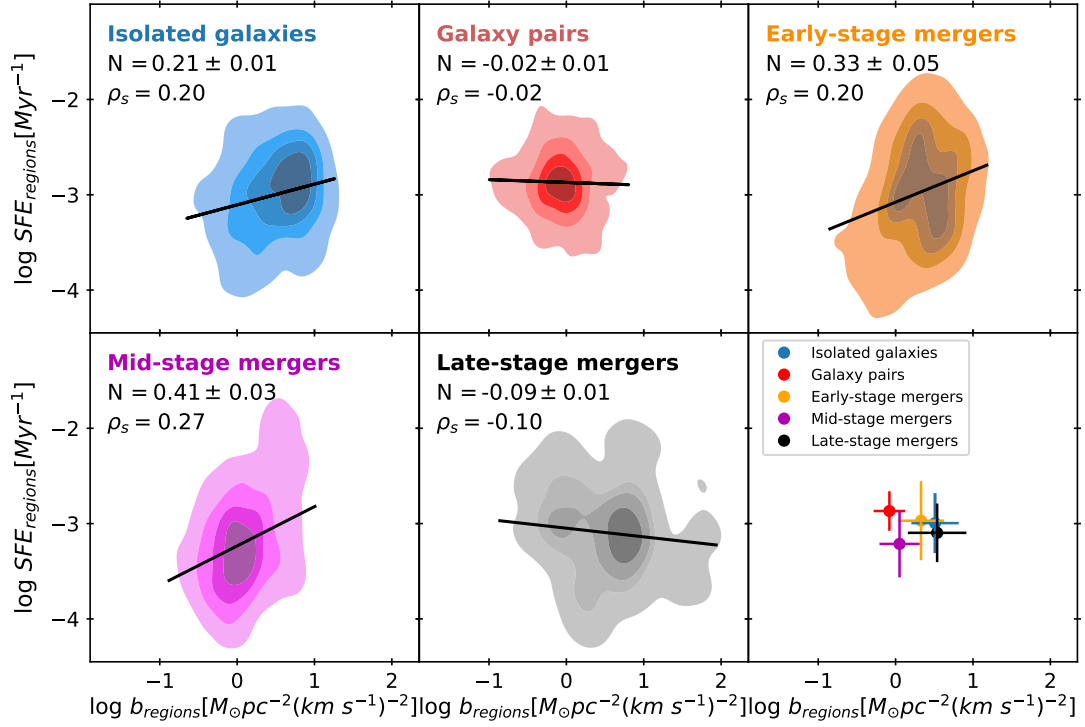 Isolated galaxies
N = 0.21 ± 0.01
ρs = 0.20
Galaxy pairs
N = -0.02 ± 0.01
ρs = -0.02
Early-stage mergers
N = 0.33 ± 0.05
ρs = 0.20
log SFEregions[Myr−1]
−2
−3
−4
Mid-stage mergers
N = 0.41 ± 0.03
ρs = 0.27
Late-stage mergers
N = -0.09 ± 0.01
ρs = -0.10
Isolated galaxies
Galaxy pairs
Early-stage mergers
Mid-stage mergers
Late-stage mergers
log SFEregions[Myr−1]
−2
−3
−4
−1 0 1 2 −1 0 1 2 −1 0 1 2
log bregions[M⊙pc−2(km s−1)−2] log bregions[M⊙pc−2(km s−1)−2] log bregions[M⊙pc−2(km s−1)−2]